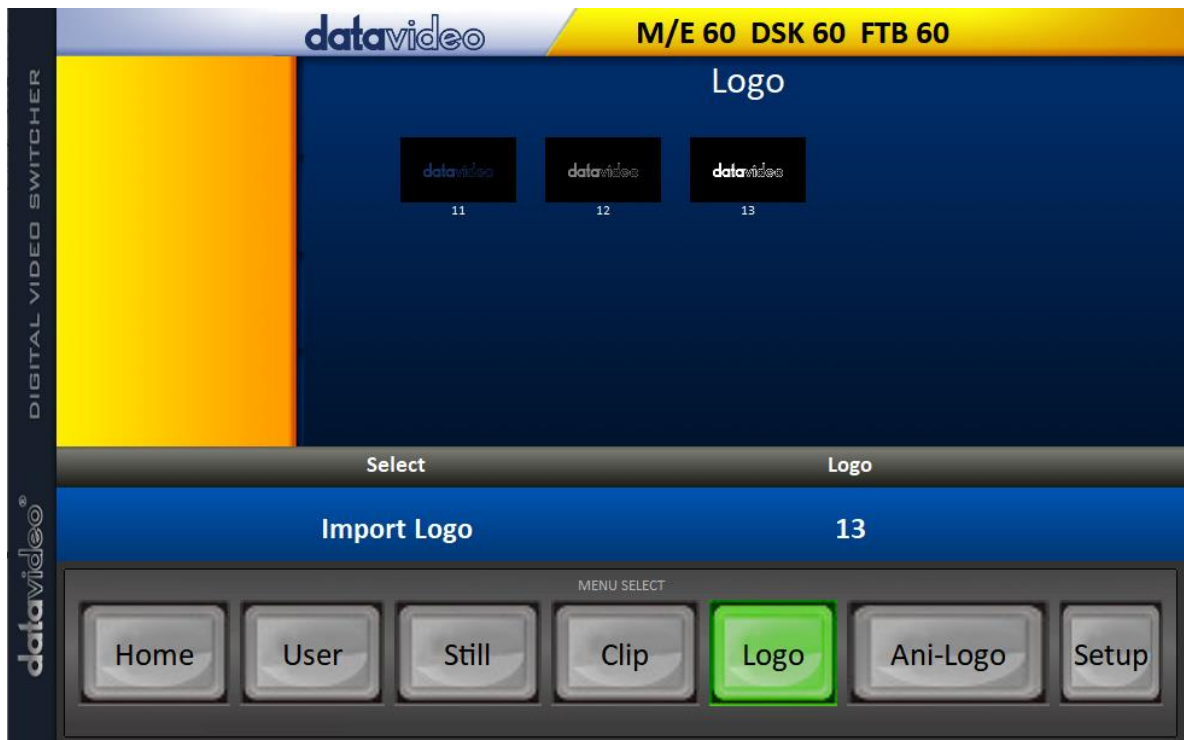 datavideo
M/E 60 DSK 60 FTB 60
DIGITAL VIDEO SWITCHER
datavideo®
Logo
datavideo
datavideo
datavideo
11
12
13
Select
Logo
Import Logo
13
MENU SELECT
Home
User
Still
Clip
Logo
Ani-Logo
Setup